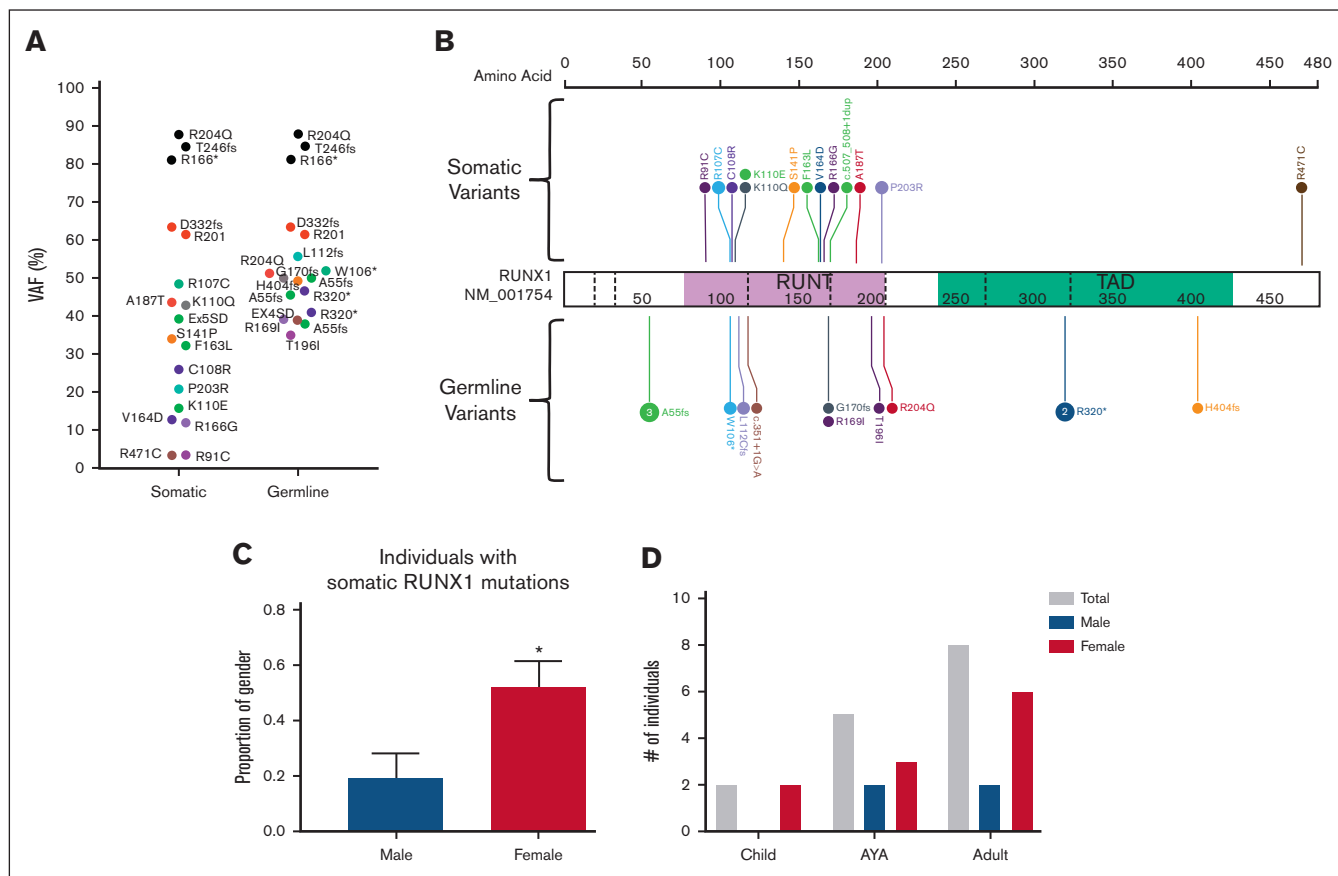 A
VAF (%)
100
90
80
70
60
50
40
30
20
10
0
R204Q
T246fs
R166*
D332fs
R201
R107C
A187T
K110Q
Ex5SD
S141P
F163L
C108R
P203R
K110E
V164D
R166G
R471C
R91C
Somatic
R204Q
T246fs
R166*
D332fs
R201
L112fs
R204Q
G170fs
W106*
H404fs
A55fs
A55fs
R320*
EX4SD
R320*
R169I
A55fs
T196I
Germline
B
Amino Acid
0 50 100 150 200 250 300 350 400 450 480
Somatic
Variants
R91C
R107C
C108R
K110E
K110Q
S141P
F163L
V164D
R166G
c.507_508+1dup
A187T
P203R
R471C
RUNX1
NM_001754
RUNT
TAD
50 100 150 200 250 300 350 400 450
Germline
Variants
3 A55fs
W106*
L112Cfs
c.351+1G>A
G170fs
R169I
T196I
R204Q
2 R320*
H404fs
C
Individuals with
somatic RUNX1 mutations
Proportion of gender
0.8
0.6
0.4
0.2
0.0
*
Male Female
D
# of individuals
10
8
6
4
2
0
Child AYA Adult
Total
Male
Female